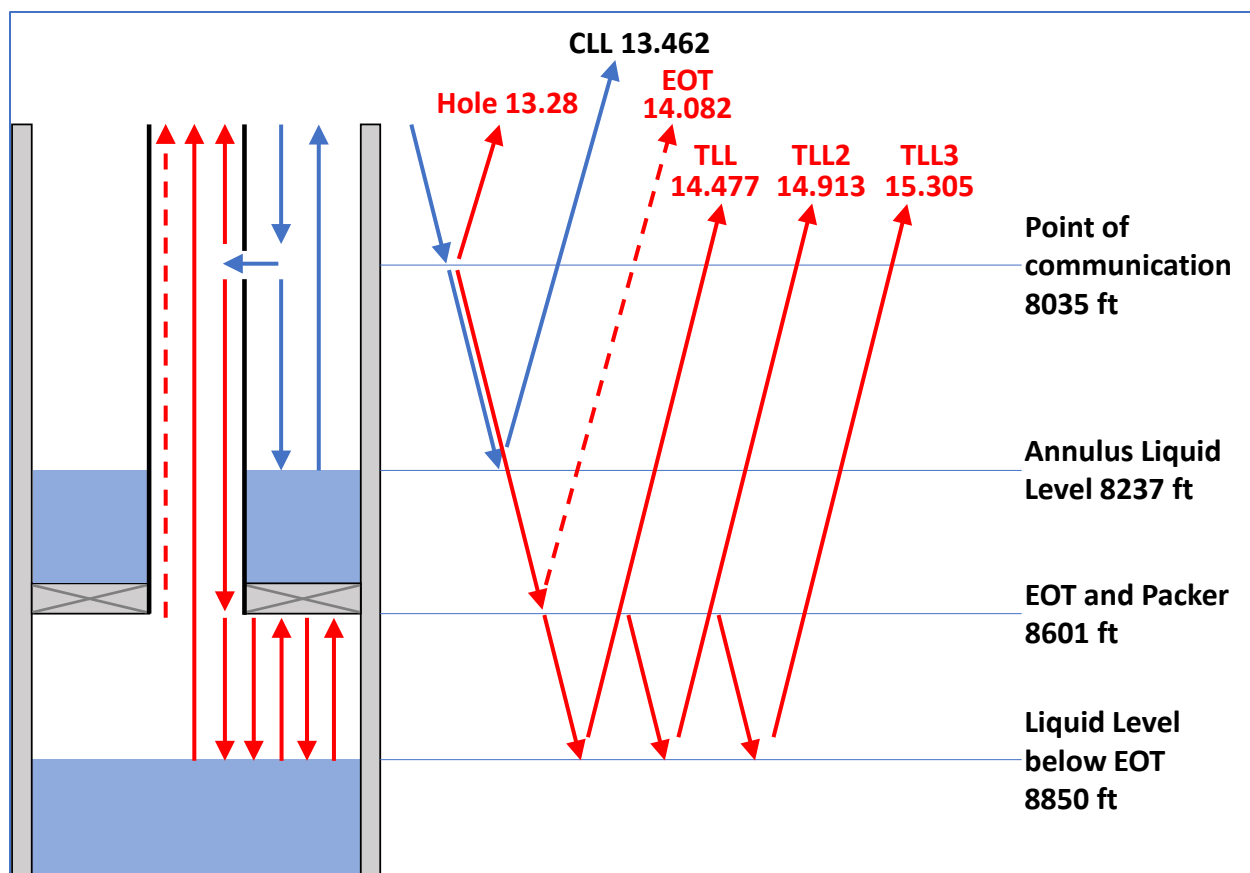 CLL 13.462
EOT
14.082
Hole 13.28
TLL
14.477
TLL2
14.913
TLL3
15.305
Point of
communication
8035 ft
Annulus Liquid
Level 8237 ft
EOT and Packer
8601 ft
Liquid Level
below EOT
8850 ft